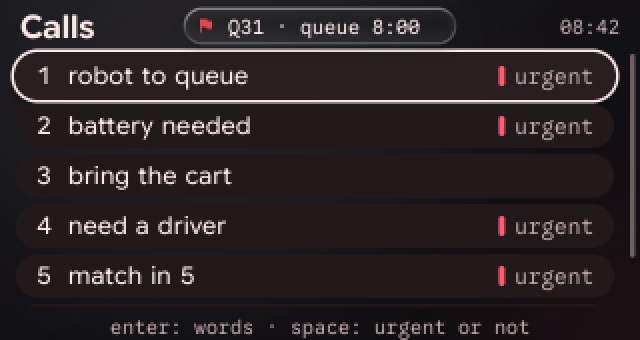 Calls
Q31 · queue 8:00
08:42
1 robot to queue urgent
2 battery needed urgent
3 bring the cart
4 need a driver urgent
5 match in 5 urgent
enter: words · space: urgent or not